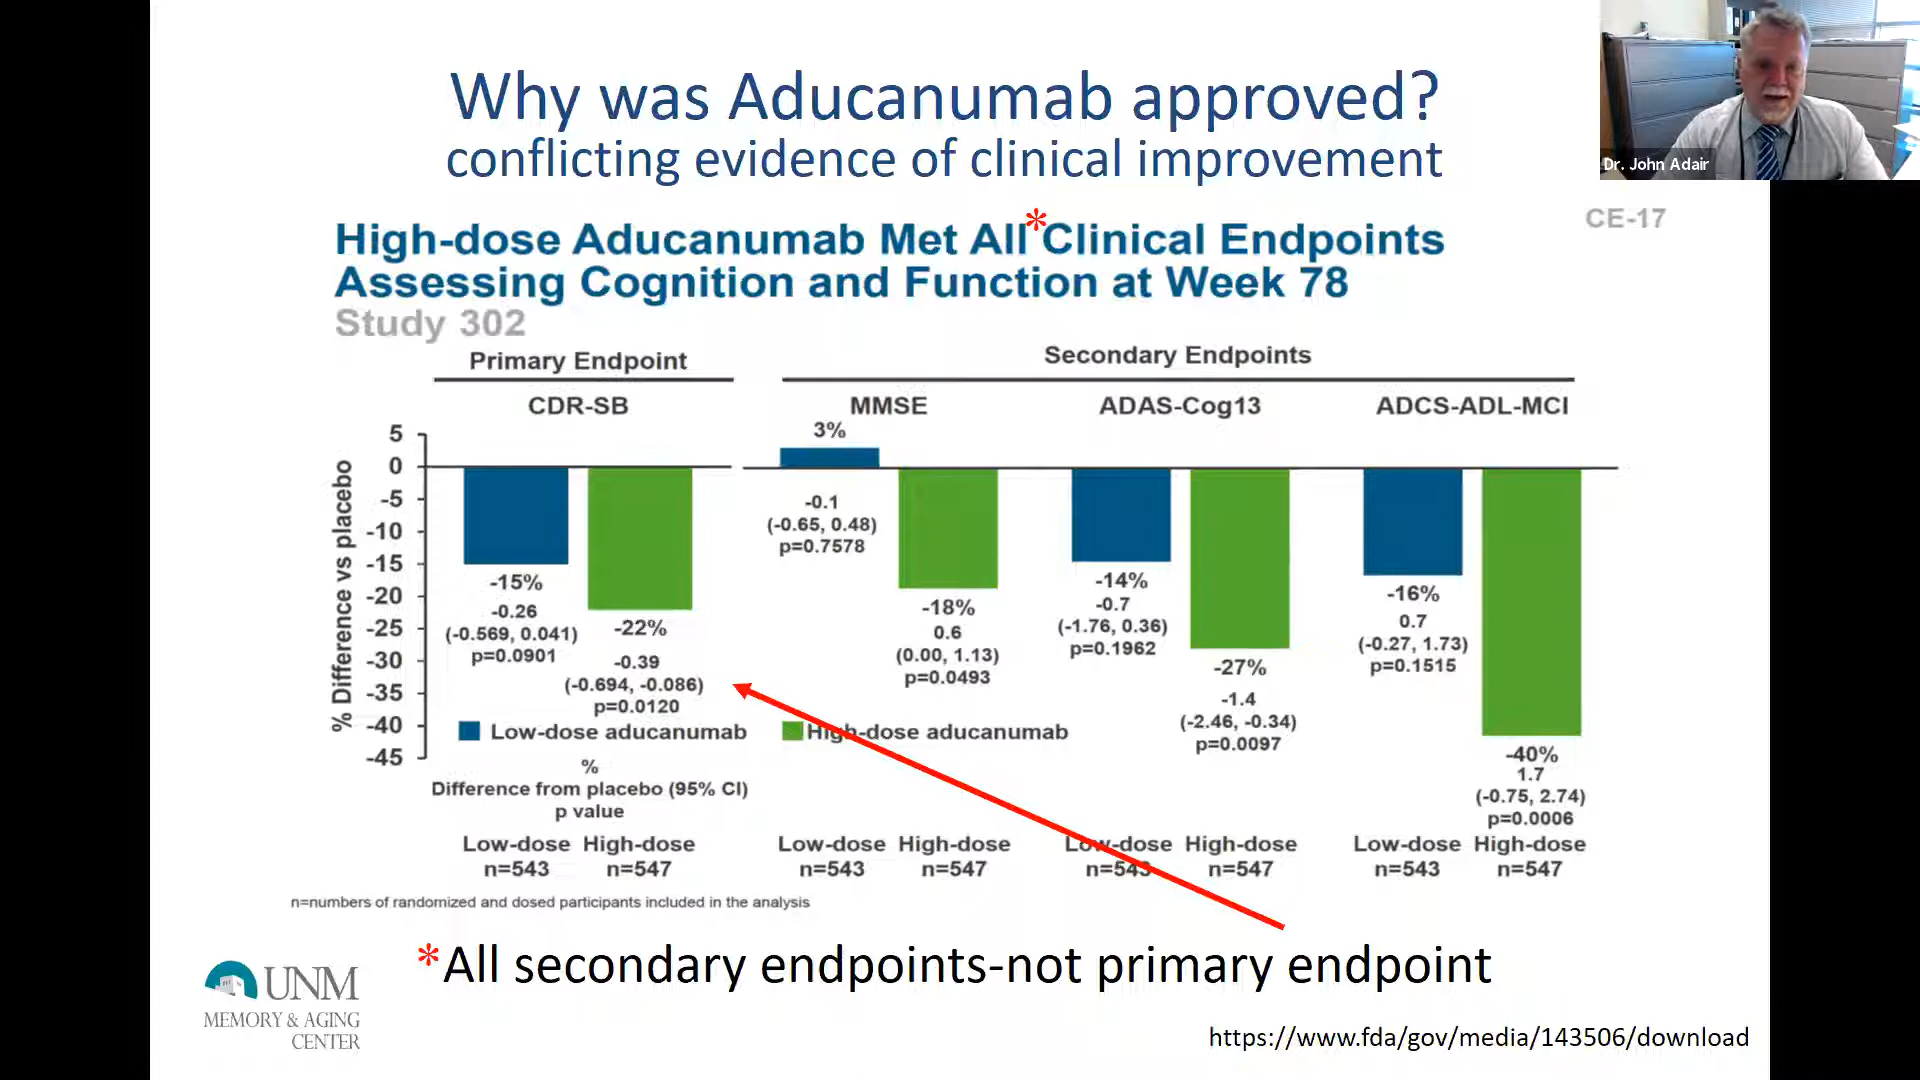 Why was Aducanumab approved?
conflicting evidence of clinical improvement
Dr. John Adair
CE-17
High-dose Aducanumab Met All*Clinical Endpoints
Assessing Cognition and Function at Week 78
Study 302
Primary Endpoint
Secondary Endpoints
CDR-SB
MMSE
ADAS-Cog13
ADCS-ADL-MCI
% Difference vs placebo
5
0
-5
-10
-15
-20
-25
-30
-35
-40
-45
-15%
-0.26
(-0.569, 0.041)
p=0.0901
-22%
-0.39
(-0.694, -0.086)
p=0.0120
3%
-0.1
(-0.65, 0.48)
p=0.7578
-18%
0.6
(0.00, 1.13)
p=0.0493
-14%
-0.7
(-1.76, 0.36)
p=0.1962
-27%
-1.4
(-2.46, -0.34)
p=0.0097
-16%
0.7
(-0.27, 1.73)
p=0.1515
-40%
1.7
(-0.75, 2.74)
p=0.0006
Low-dose aducanumab
High-dose aducanumab
%
Difference from placebo (95% CI)
p value
Low-dose High-dose
n=543 n=547
Low-dose High-dose
n=543 n=547
Low-dose High-dose
n=543 n=547
Low-dose High-dose
n=543 n=547
n=numbers of randomized and dosed participants included in the analysis
*All secondary endpoints-not primary endpoint
UNM
MEMORY & AGING
CENTER
https://www.fda/gov/media/143506/download